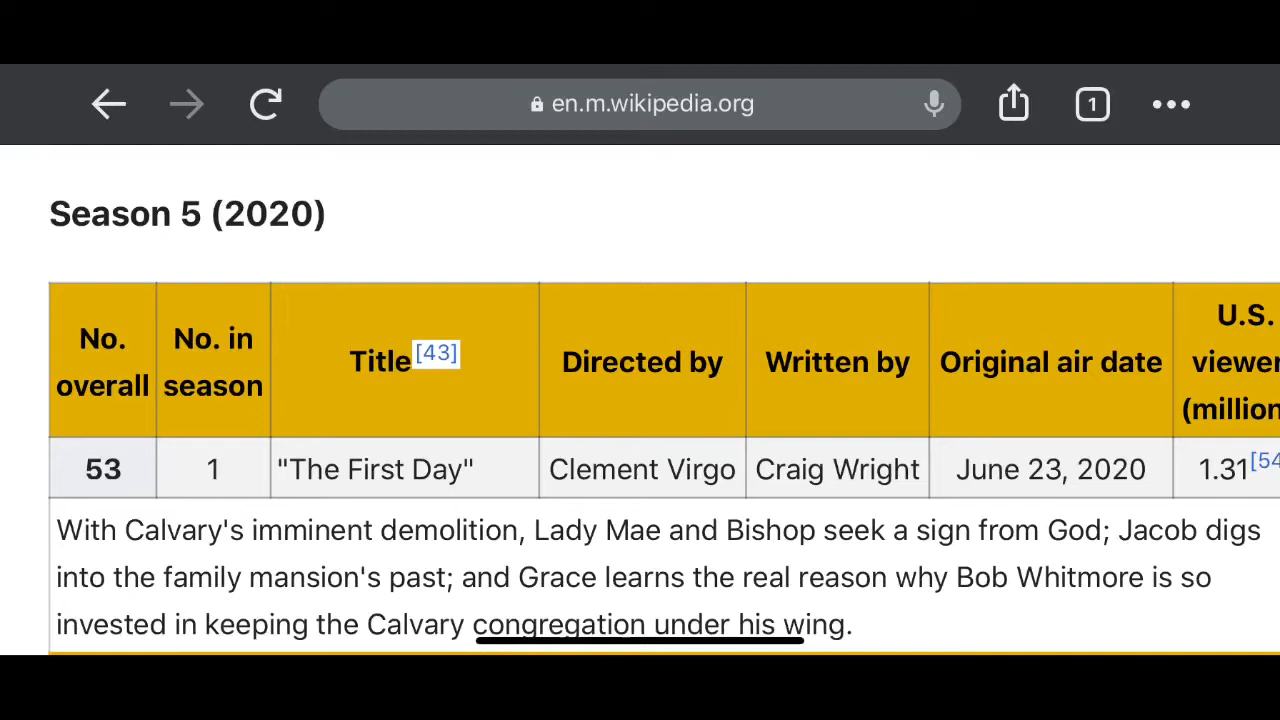 en.m.wikipedia.org
1
Season 5 (2020)
No. overall
No. in season
Title[43]
Directed by
Written by
Original air date
U.S.
53
1
"The First Day"
Clement Virgo
Craig Wright
June 23, 2020
1.31
With Calvary's imminent demolition, Lady Mae and Bishop seek a sign from God; Jacob digs
into the family mansion's past; and Grace learns the real reason why Bob Whitmore is so
invested in keeping the Calvary congregation under his wing.